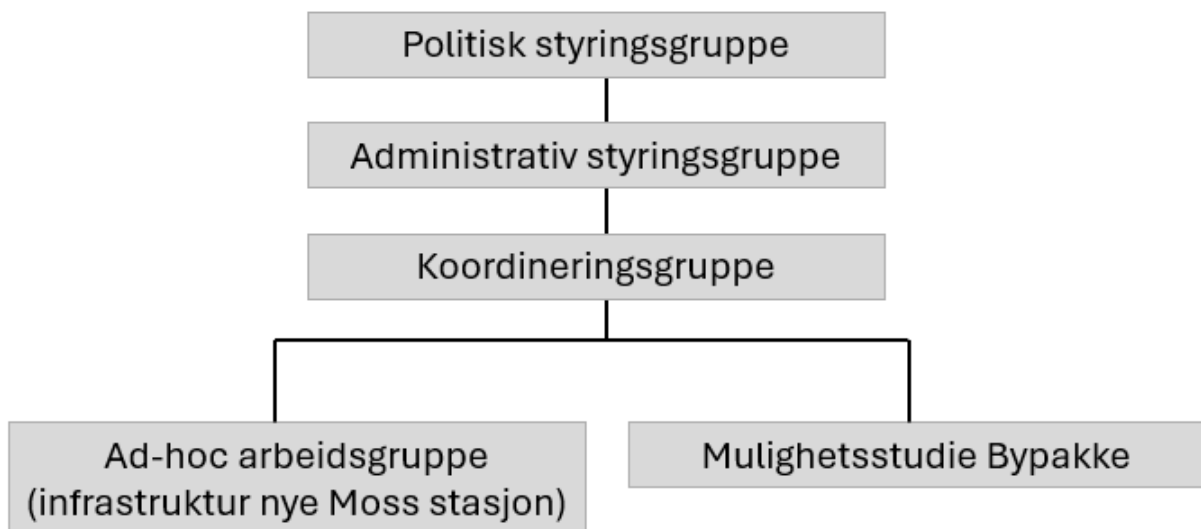 Politisk styringsgruppe
Administrativ styringsgruppe
Koordineringsgruppe
Ad-hoc arbeidsgruppe
(infrastruktur nye Moss stasjon)
Mulighetsstudie Bypakke